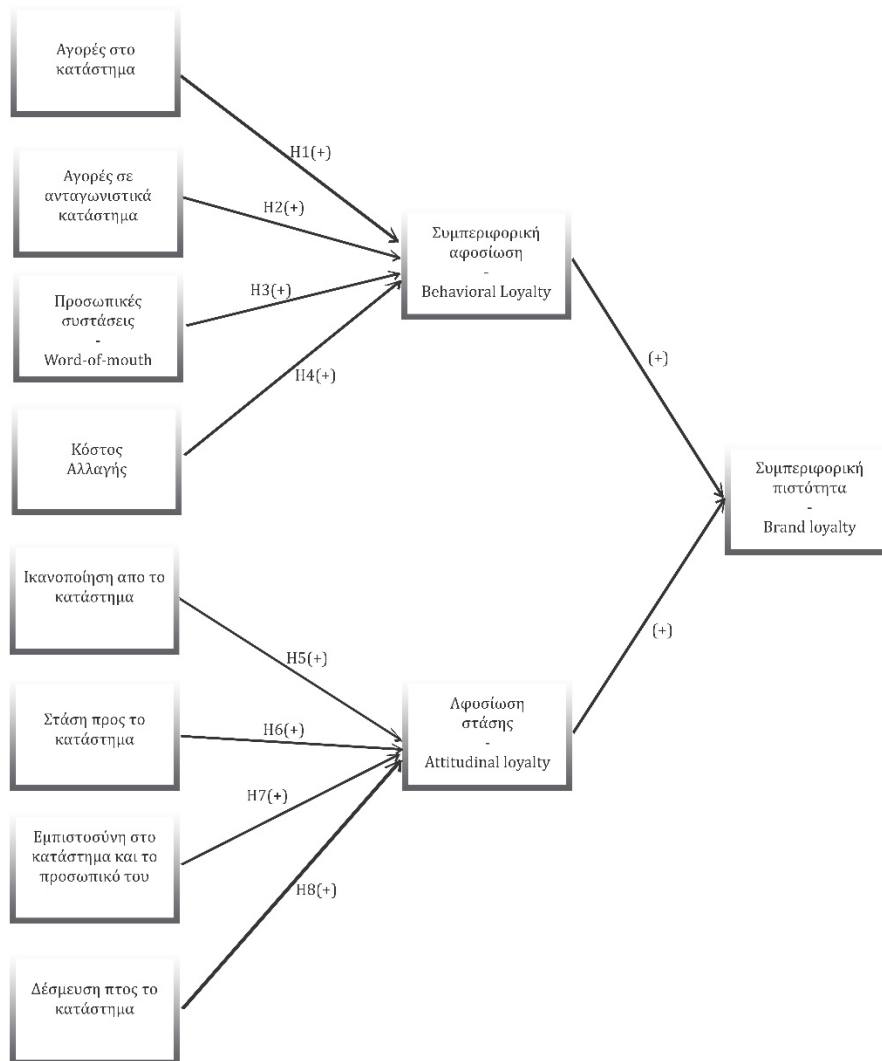 Αγορές στο
κατάστημα
H1(+)
Αγορές σε
ανταγωνιστικά
κατάστημα
H2(+)
Συμπεριφορική
αφοσίωση
-
Behavioral Loyalty
Προσωπικές
συστάσεις
-
Word-of-mouth
H3(+)
H4(+)
(+)
Κόστος
Αλλαγής
Συμπεριφορική
πιστότητα
-
Brand loyalty
Ικανοποίηση απο το
κατάστημα
H5(+)
(+)
Στάση προς το
κατάστημα
H6(+)
Αφοσίωση
στάσης
-
Attitudinal loyalty
H7(+)
Εμπιστοσύνη στο
κατάστημα και το
προσωπικό του
H8(+)
Δέσμευση πτος το
κατάστημα